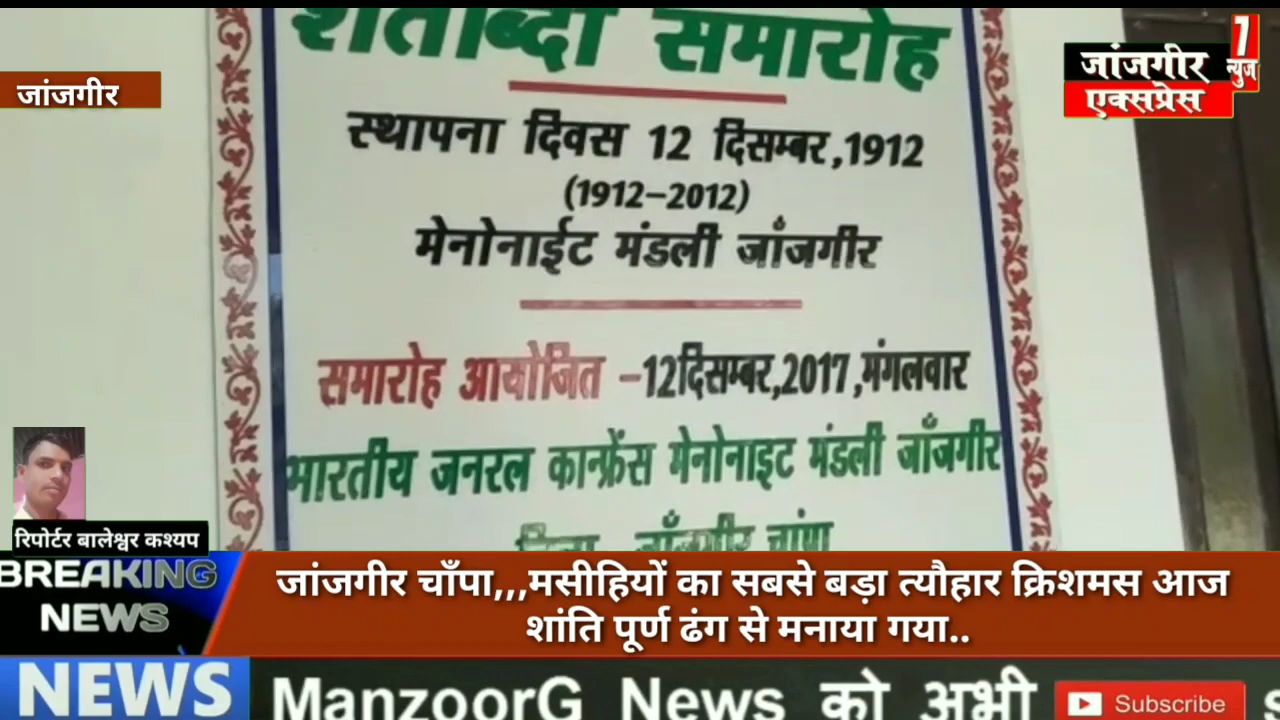 शताब्दी समारोह
स्थापना दिवस 12 दिसम्बर,1912
(1912–2012)
मेनोनाईट मंडली जाँजगीर
समारोह आयोजित –12दिसम्बर,2017,मंगलवार
भारतीय जनरल कान्फ्रेंस मेनोनाइट मंडली जाँजगीर
जिला जाँजगीर चांपा
जांजगीर
जांजगीर
एक्सप्रेस
7
न्युज
रिपोर्टर बालेश्वर कश्यप
BREAKING
NEWS
जांजगीर चाँपा,,,मसीहियों का सबसे बड़ा त्यौहार क्रिशमस आज
शांति पूर्ण ढंग से मनाया गया..
NEWS
ManzoorG News को अभी
Subscribe